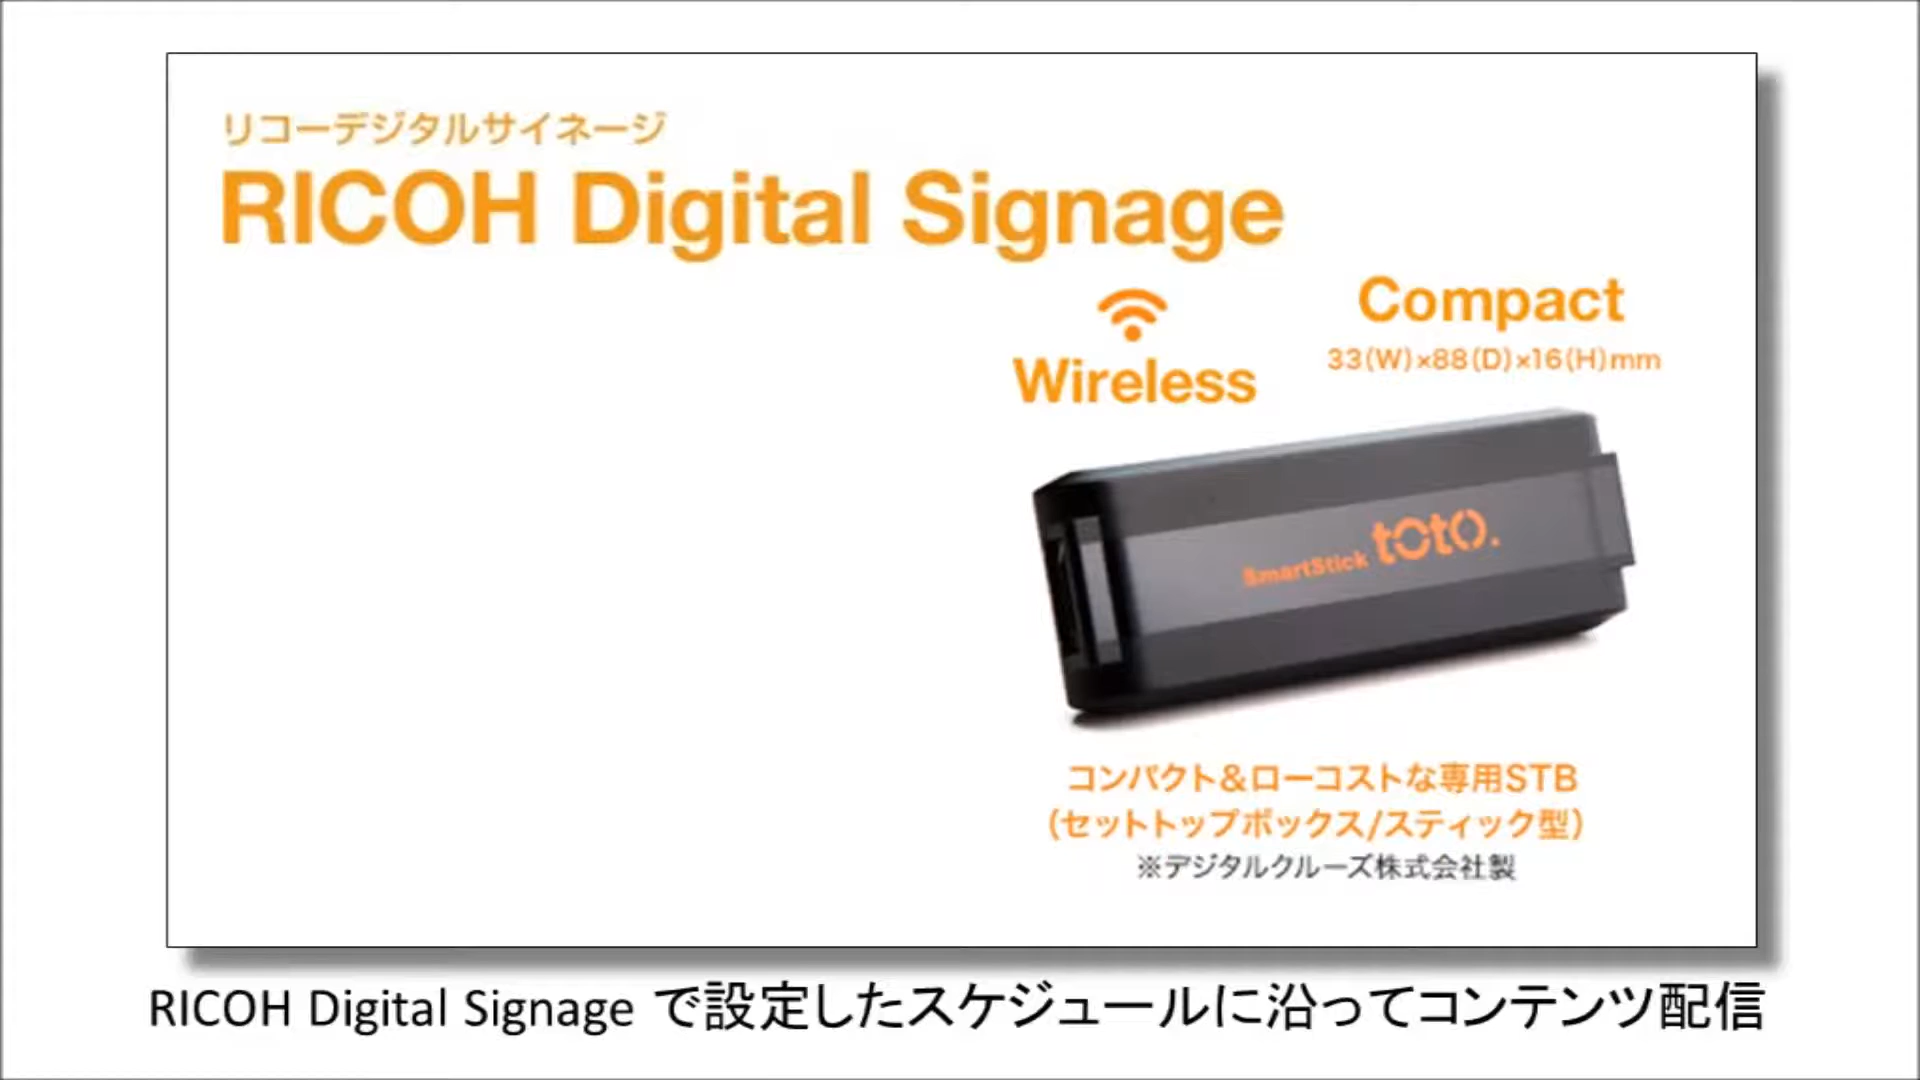 リコーデジタルサイネージ
RICOH Digital Signage
Wireless
Compact
33(W)×88(D)×16(H)mm
SmartStick toto.
コンパクト&ローコストな専用STB
(セットトップボックス/スティック型)
※デジタルクルーズ株式会社製
RICOH Digital Signage で設定したスケジュールに沿ってコンテンツ配信